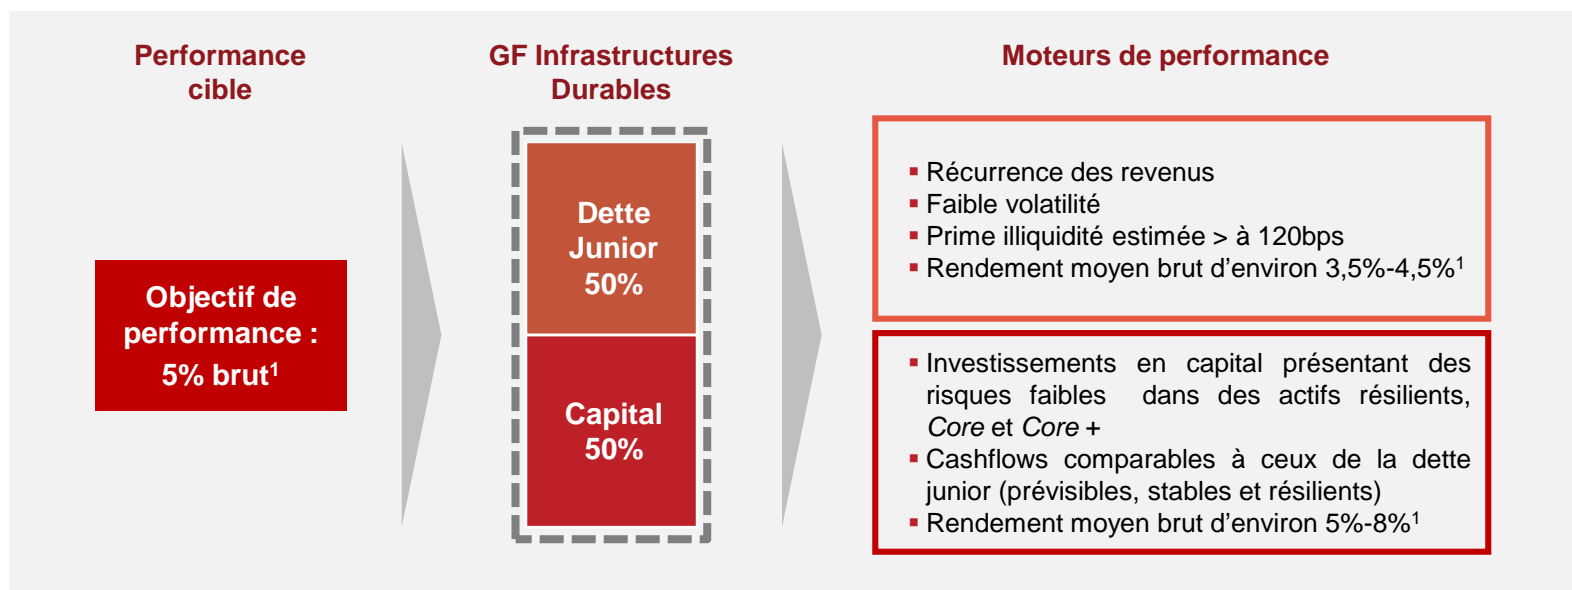 Performance
cible
GF Infrastructures
Durables
Moteurs de performance
Objectif de
performance :
5% brut¹
Dette
Junior
50%
Capital
50%
▪ Récurrence des revenus
▪ Faible volatilité
▪ Prime illiquidité estimée > à 120bps
▪ Rendement moyen brut d’environ 3,5%-4,5%¹
▪ Investissements en capital présentant des
risques faibles dans des actifs résilients,
Core et Core +
▪ Cashflows comparables à ceux de la dette
junior (prévisibles, stables et résilients)
▪ Rendement moyen brut d’environ 5%-8%¹